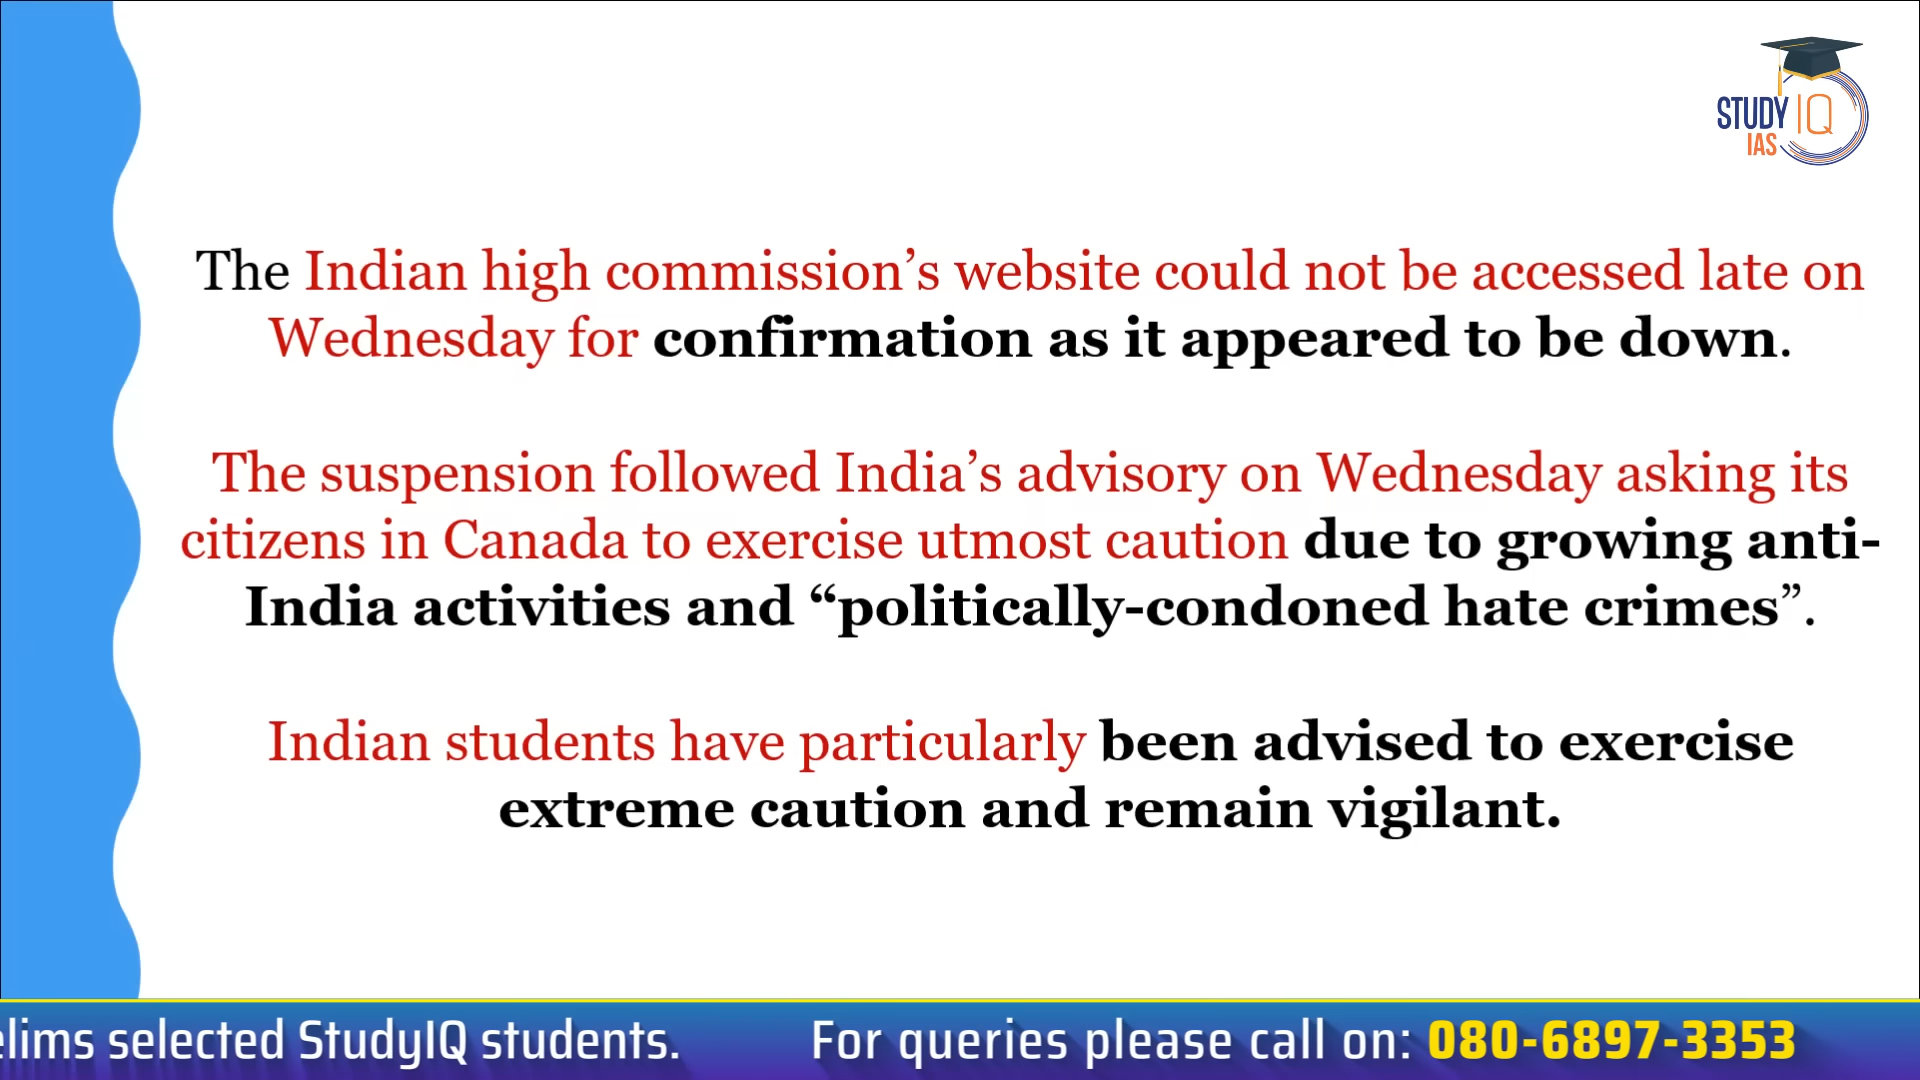 STUDY IQ
IAS
The Indian high commission’s website could not be accessed late on
Wednesday for confirmation as it appeared to be down.
The suspension followed India’s advisory on Wednesday asking its
citizens in Canada to exercise utmost caution due to growing anti-
India activities and “politically-condoned hate crimes”.
Indian students have particularly been advised to exercise
extreme caution and remain vigilant.
elims selected StudyIQ students. For queries please call on: 080-6897-3353